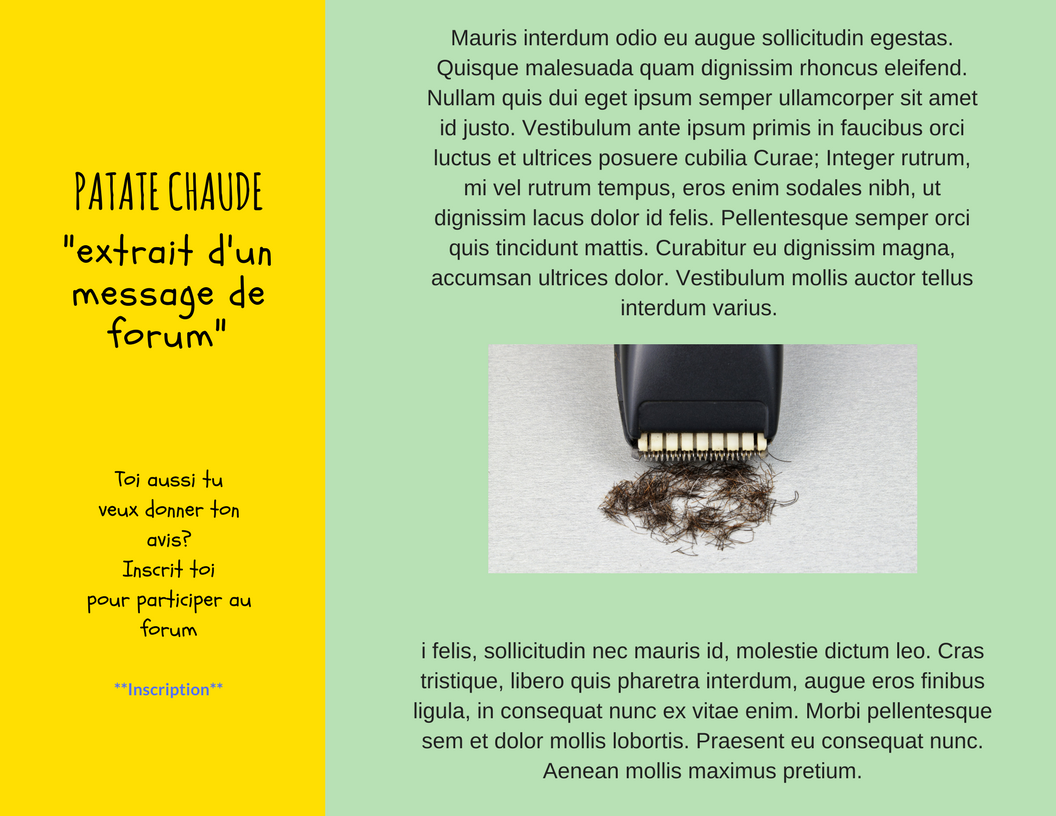 PATATE CHAUDE
"extrait d'un
message de
forum"
Toi aussi tu
veux donner ton
avis?
Inscrit toi
pour participer au
forum
**Inscription**
Mauris interdum odio eu augue sollicitudin egestas.
Quisque malesuada quam dignissim rhoncus eleifend.
Nullam quis dui eget ipsum semper ullamcorper sit amet
id justo. Vestibulum ante ipsum primis in faucibus orci
luctus et ultrices posuere cubilia Curae; Integer rutrum,
mi vel rutrum tempus, eros enim sodales nibh, ut
dignissim lacus dolor id felis. Pellentesque semper orci
quis tincidunt mattis. Curabitur eu dignissim magna,
accumsan ultrices dolor. Vestibulum mollis auctor tellus
interdum varius.
i felis, sollicitudin nec mauris id, molestie dictum leo. Cras
tristique, libero quis pharetra interdum, augue eros finibus
ligula, in consequat nunc ex vitae enim. Morbi pellentesque
sem et dolor mollis lobortis. Praesent eu consequat nunc.
Aenean mollis maximus pretium.